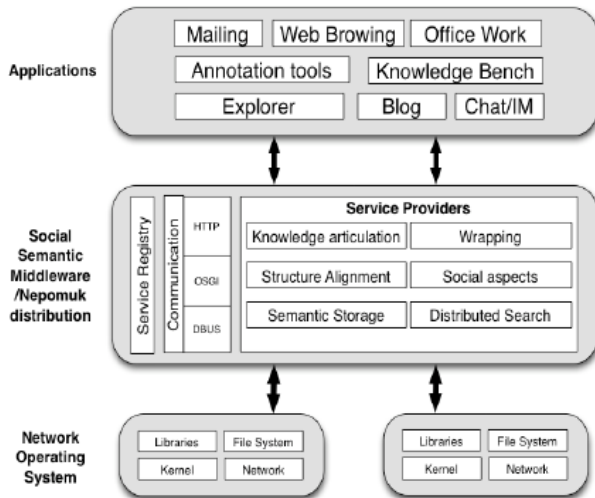 Applications
Mailing
Web Browing
Office Work
Annotation tools
Knowledge Bench
Explorer
Blog
Chat/IM
Social
Semantic
Middleware
/Nepomuk
distribution
Service Registry
Communication
HTTP
OSGI
DBUS
Service Providers
Knowledge articulation
Wrapping
Structure Alignment
Social aspects
Semantic Storage
Distributed Search
Network
Operating
System
Libraries
File System
Kernel
Network
Libraries
File System
Kernel
Network